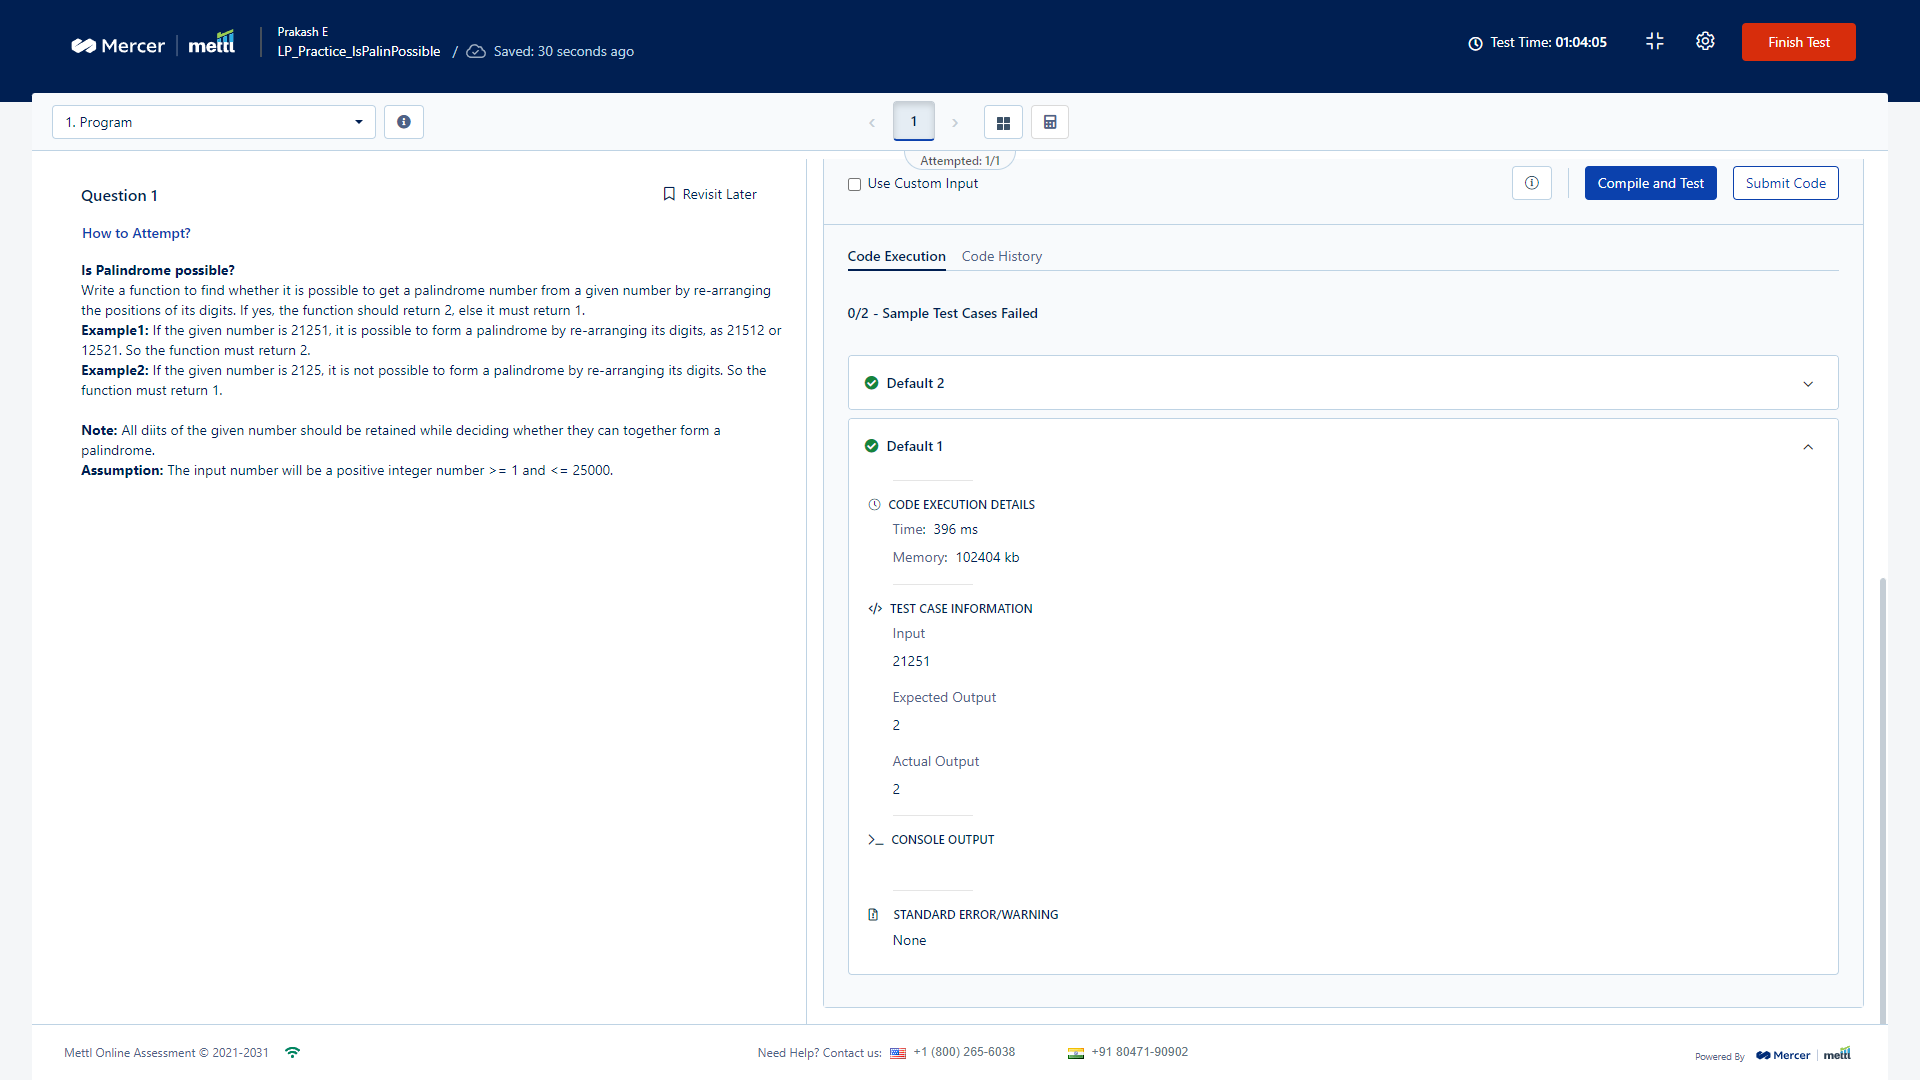 Mercer | mettl
Prakash E
LP_Practice_IsPalinPossible / Saved: 30 seconds ago
Test Time: 01:04:05
Finish Test
1. Program
1
Attempted: 1/1
Question 1
Revisit Later
How to Attempt?
Is Palindrome possible?
Write a function to find whether it is possible to get a palindrome number from a given number by re-arranging
the positions of its digits. If yes, the function should return 2, else it must return 1.
Example1: If the given number is 21251, it is possible to form a palindrome by re-arranging its digits, as 21512 or
12521. So the function must return 2.
Example2: If the given number is 2125, it is not possible to form a palindrome by re-arranging its digits. So the
function must return 1.
Note: All diits of the given number should be retained while deciding whether they can together form a
palindrome.
Assumption: The input number will be a positive integer number >= 1 and <= 25000.
Use Custom Input
Compile and Test
Submit Code
Code Execution
Code History
0/2 - Sample Test Cases Failed
Default 2
Default 1
CODE EXECUTION DETAILS
Time: 396 ms
Memory: 102404 kb
TEST CASE INFORMATION
Input
21251
Expected Output
2
Actual Output
2
CONSOLE OUTPUT
STANDARD ERROR/WARNING
None
Mettl Online Assessment © 2021-2031
Need Help? Contact us: +1 (800) 265-6038
+91 80471-90902
Powered By Mercer | mettl